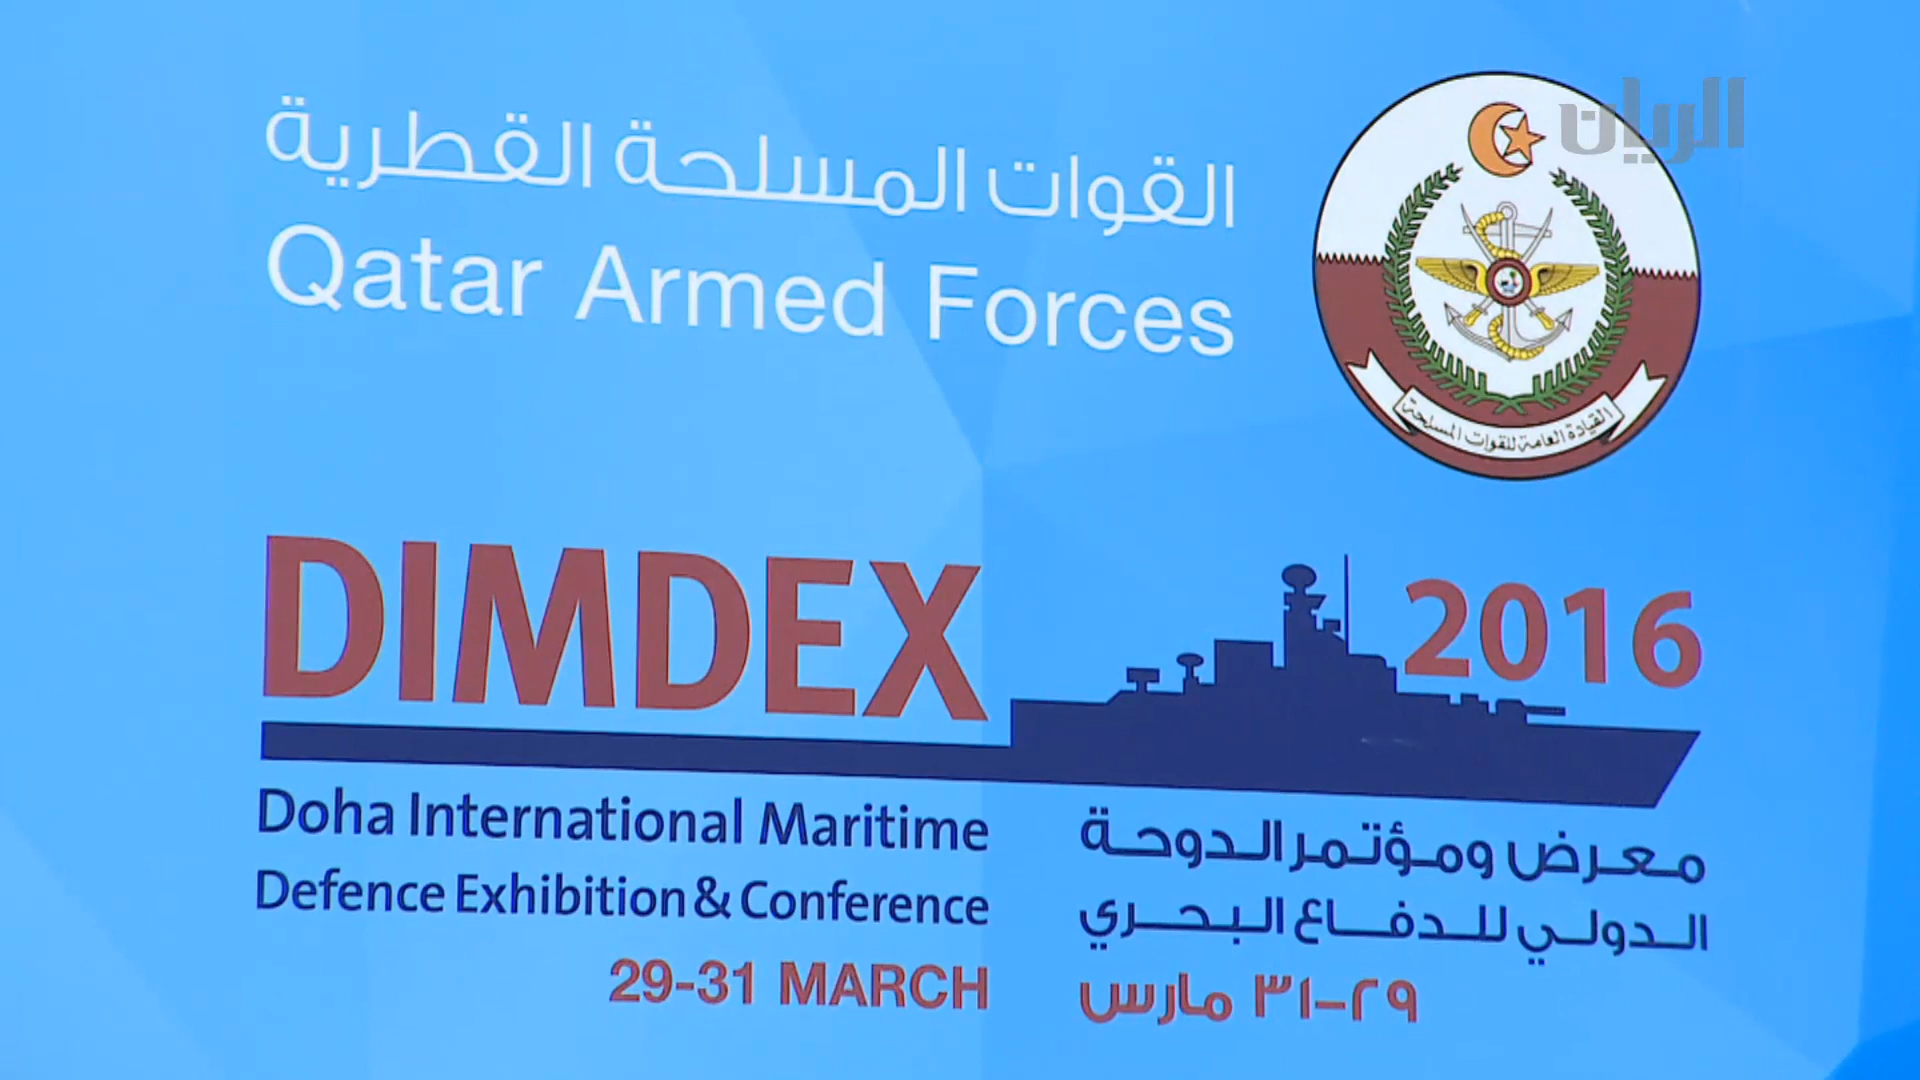 القوات المسلحة القطرية
Qatar Armed Forces
الريان
القيادة العامة للقوات المسلحة
DIMDEX 2016
Doha International Maritime
Defence Exhibition & Conference
29-31 MARCH
معرض ومؤتمر الدوحة
الدولي للدفاع البحري
٢٩-٣١ مارس